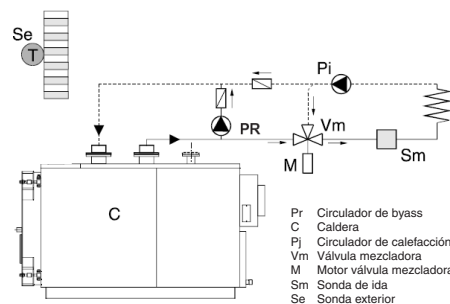 Se
T
Pi
PR
Vm
M
Sm
C
Pr Circulador de byass
C Caldera
Pj Circulador de calefacción
Vm Válvula mezcladora
M Motor válvula mezcladora
Sm Sonda de ida
Se Sonda exterior